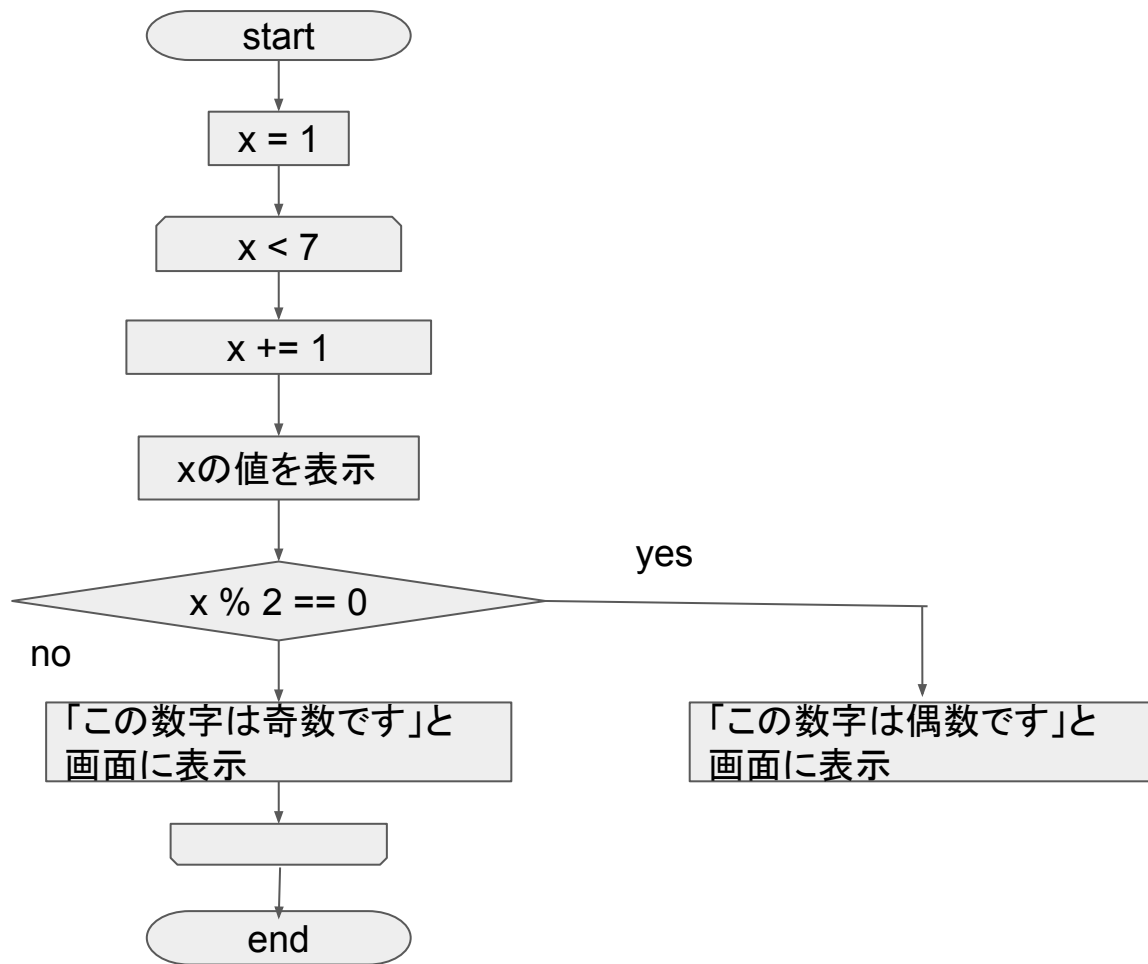 start
x = 1
x < 7
x += 1
xの値を表示
yes
x % 2 == 0
no
「この数字は奇数です」と
画面に表示
「この数字は偶数です」と
画面に表示
end